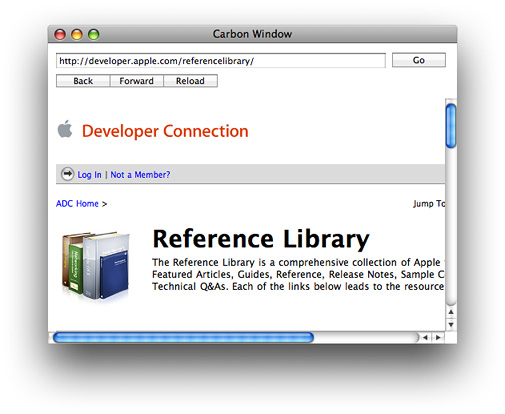 Carbon Window
http://developer.apple.com/referencelibrary/
Go
Back Forward Reload
Developer Connection
Log In | Not a Member?
ADC Home > Jump To
Reference Library
The Reference Library is a comprehensive collection of Apple
Featured Articles, Guides, Reference, Release Notes, Sample C
Technical Q&As. Each of the links below leads to the resource